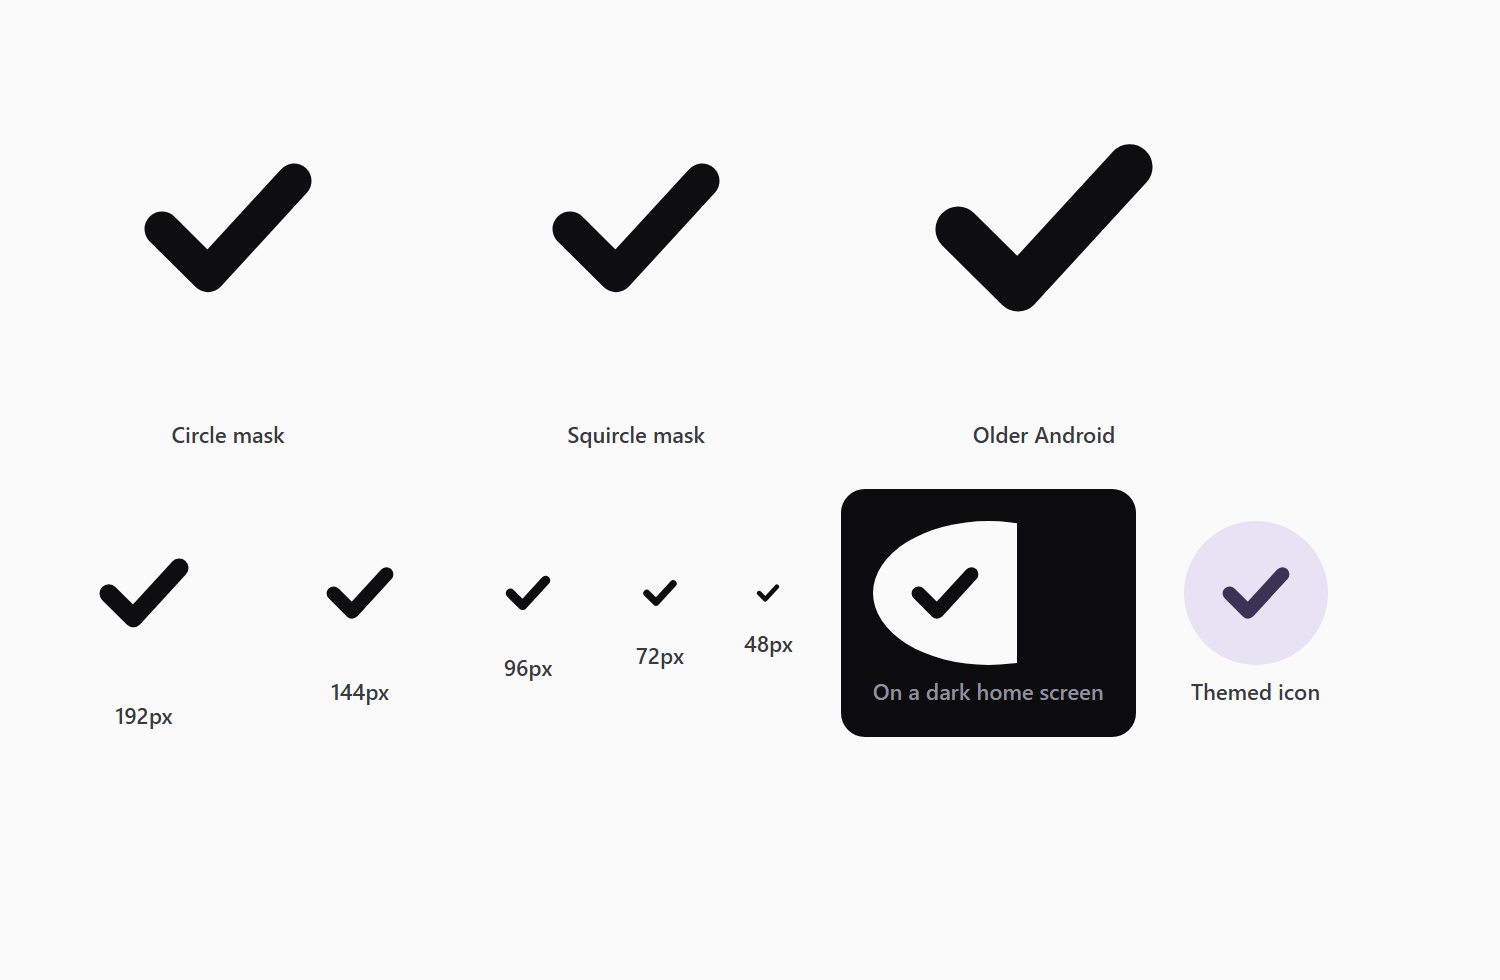 Circle mask
Squircle mask
Older Android
192px
144px
96px
72px
48px
On a dark home screen
Themed icon